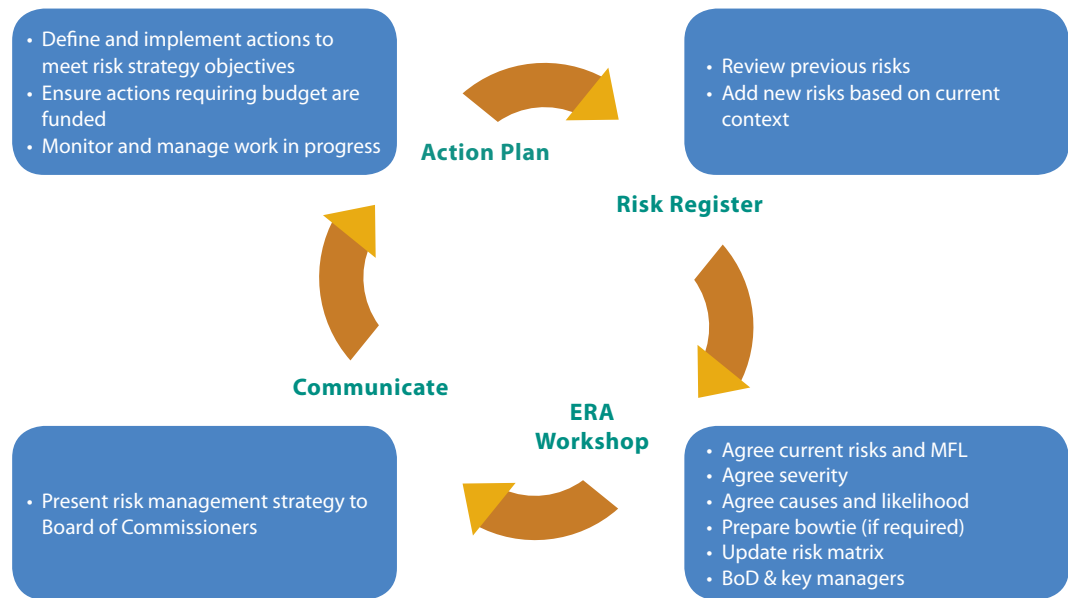 • Define and implement actions to
meet risk strategy objectives
• Ensure actions requiring budget are
funded
• Monitor and manage work in progress
Action Plan
• Review previous risks
• Add new risks based on current
context
Risk Register
ERA
Workshop
• Agree current risks and MFL
• Agree severity
• Agree causes and likelihood
• Prepare bowtie (if required)
• Update risk matrix
• BoD & key managers
Communicate
• Present risk management strategy to
Board of Commissioners